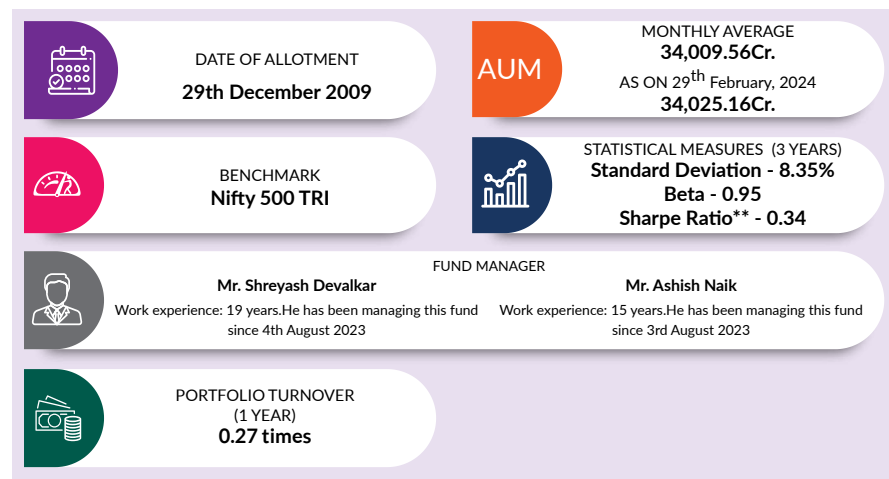 DATE OF ALLOTMENT
29th December 2009
AUM
MONTHLY AVERAGE
34,009.56Cr.
AS ON 29th February, 2024
34,025.16Cr.
BENCHMARK
Nifty 500 TRI
STATISTICAL MEASURES (3 YEARS)
Standard Deviation - 8.35%
Beta - 0.95
Sharpe Ratio** - 0.34
FUND MANAGER
Mr. Shreyash Devalkar
Work experience: 19 years.He has been managing this fund
since 4th August 2023
Mr. Ashish Naik
Work experience: 15 years.He has been managing this fund
since 3rd August 2023
PORTFOLIO TURNOVER
(1 YEAR)
0.27 times